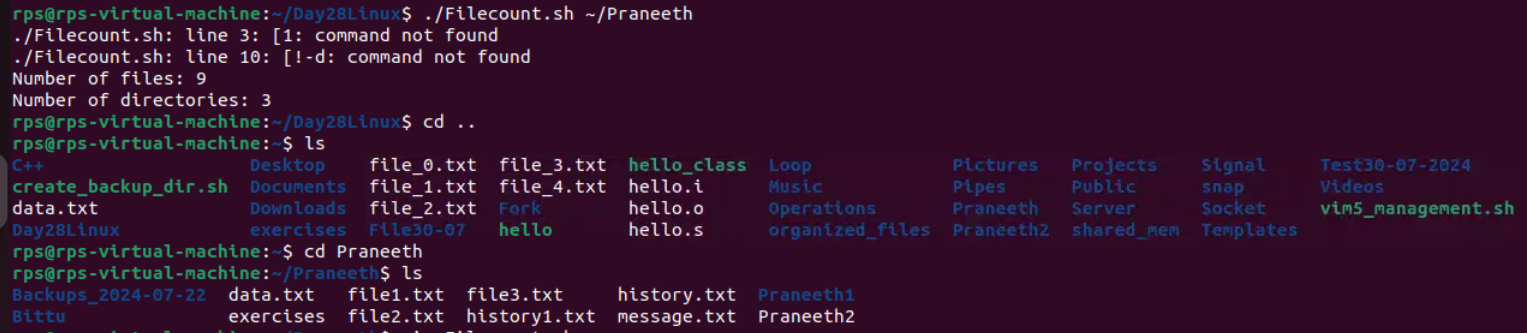 rps@rps-virtual-machine:~/Day28Linux$ ./Filecount.sh ~/Praneeth
./Filecount.sh: line 3: [1: command not found
./Filecount.sh: line 10: [!-d: command not found
Number of files: 9
Number of directories: 3
rps@rps-virtual-machine:~/Day28Linux$ cd ..
rps@rps-virtual-machine:~$ ls
C++ Desktop file_0.txt file_3.txt hello_class Loop Pictures Projects Signal Test30-07-2024
create_backup_dir.sh Documents file_1.txt file_4.txt hello.i Music Pipes Public snap Videos
data.txt Downloads file_2.txt Fork hello.o Operations Praneeth Server Socket vim5_management.sh
Day28Linux exercises File30-07 hello hello.s organized_files Praneeth2 shared_mem Templates
rps@rps-virtual-machine:~$ cd Praneeth
rps@rps-virtual-machine:~/Praneeth$ ls
Backups_2024-07-22 data.txt file1.txt file3.txt history.txt Praneeth1
Bittu exercises file2.txt history1.txt message.txt Praneeth2